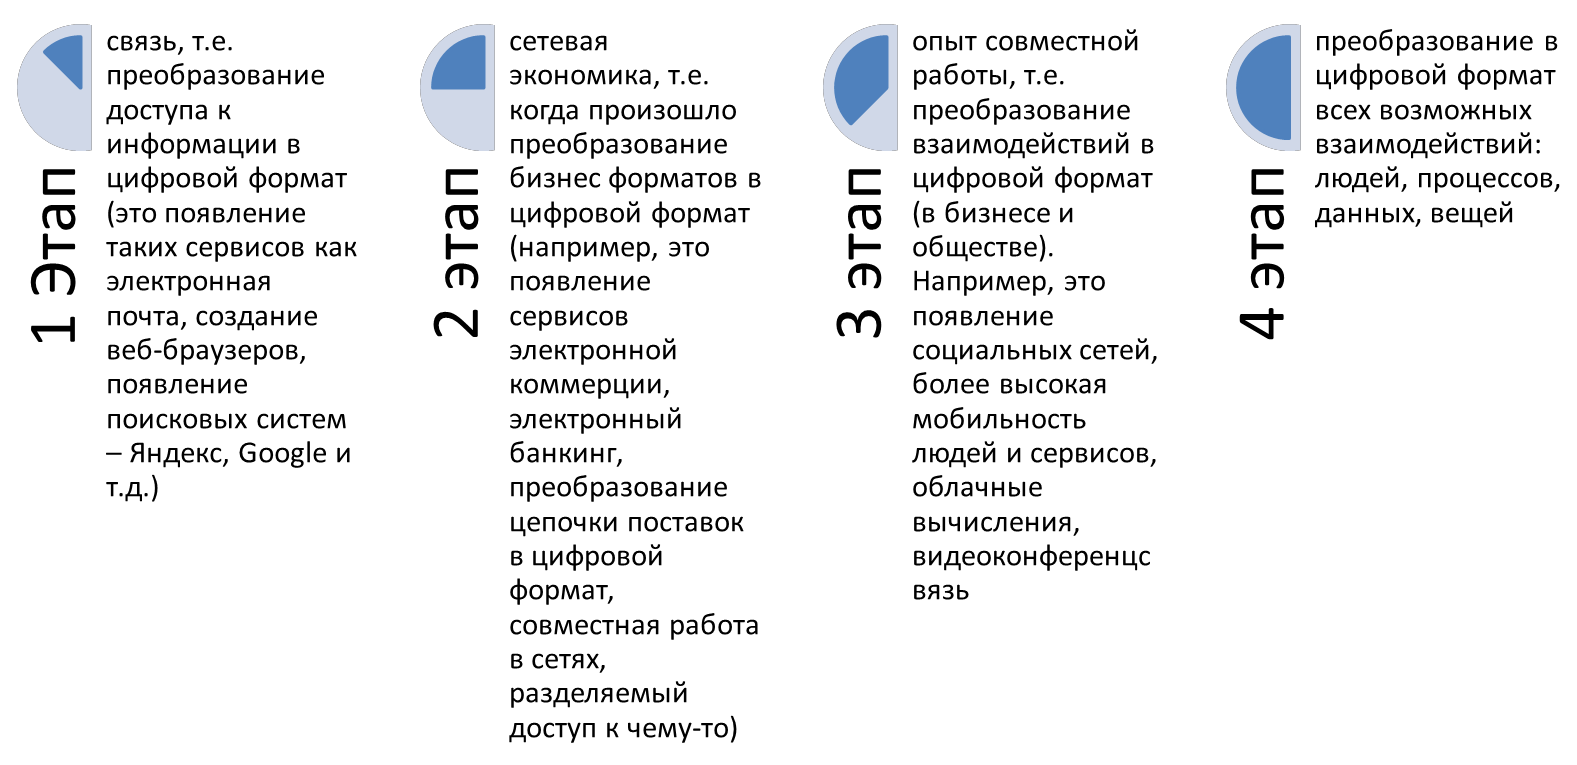 1 Этап
связь, т.е.
преобразование
доступа к
информации в
цифровой формат
(это появление
таких сервисов как
электронная
почта, создание
веб-браузеров,
появление
поисковых систем
– Яндекс, Google и
т.д.)
2 этап
сетевая
экономика, т.е.
когда произошло
преобразование
бизнес форматов в
цифровой формат
(например, это
появление
сервисов
электронной
коммерции,
электронный
банкинг,
преобразование
цепочки поставок
в цифровой
формат,
совместная работа
в сетях,
разделяемый
доступ к чему-то)
3 этап
опыт совместной
работы, т.е.
преобразование
взаимодействий в
цифровой формат
(в бизнесе и
обществе).
Например, это
появление
социальных сетей,
более высокая
мобильность
людей и сервисов,
облачные
вычисления,
видеоконференцс
вязь
4 этап
преобразование в
цифровой формат
всех возможных
взаимодействий:
людей, процессов,
данных, вещей